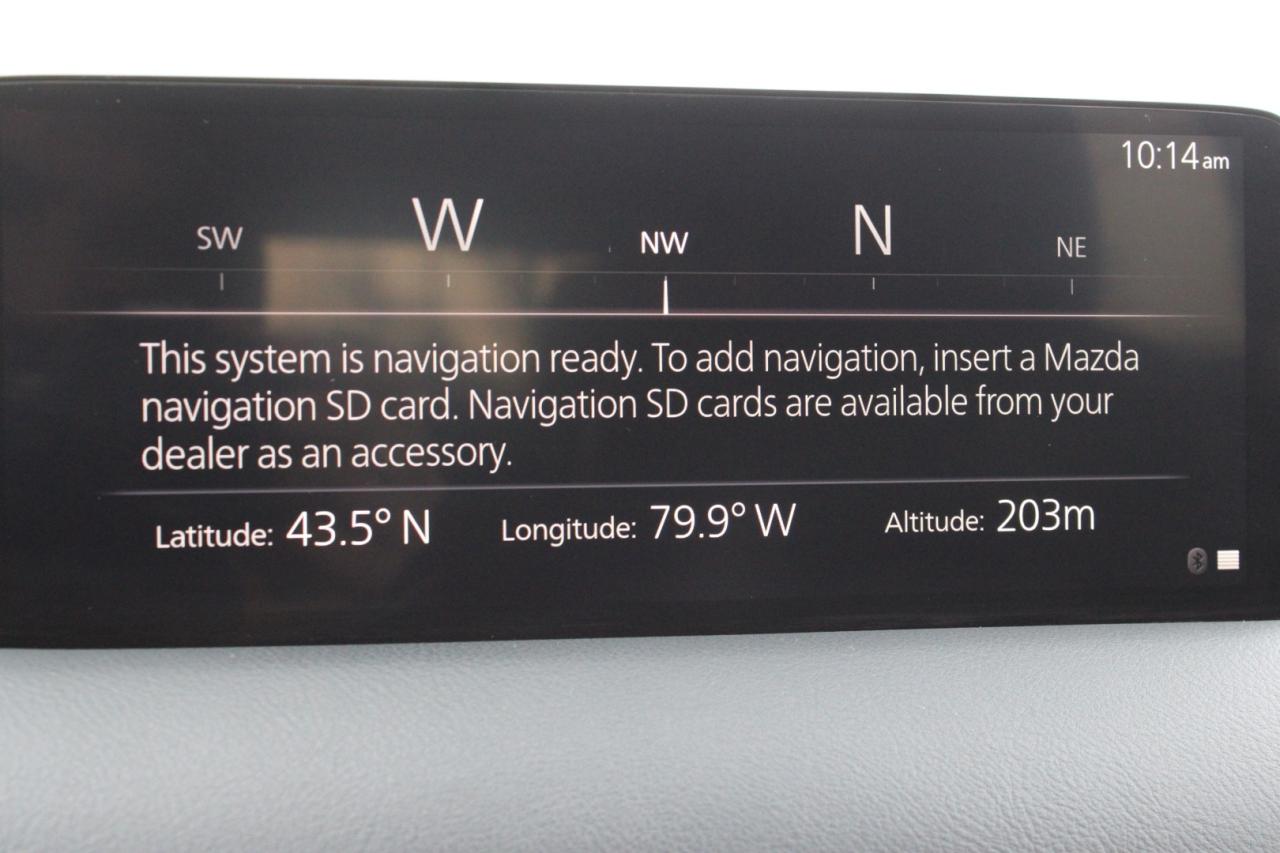 10:14am
SW W NW N NE
This system is navigation ready. To add navigation, insert a Mazda
navigation SD card. Navigation SD cards are available from your
dealer as an accessory.
Latitude: 43.5° N Longitude: 79.9° W Altitude: 203m